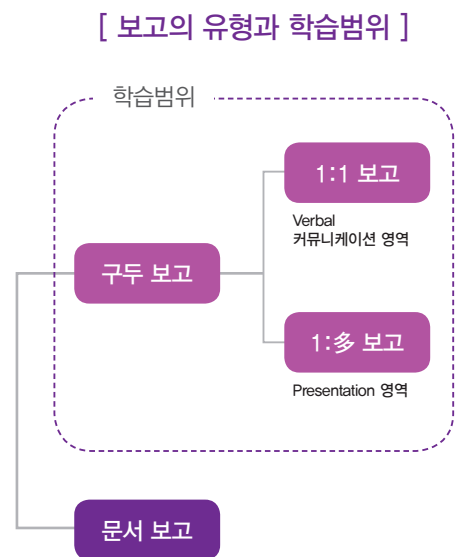 [ 보고의 유형과 학습범위 ]
학습범위
1:1 보고
Verbal
커뮤니케이션 영역
구두 보고
1:多 보고
Presentation 영역
문서 보고